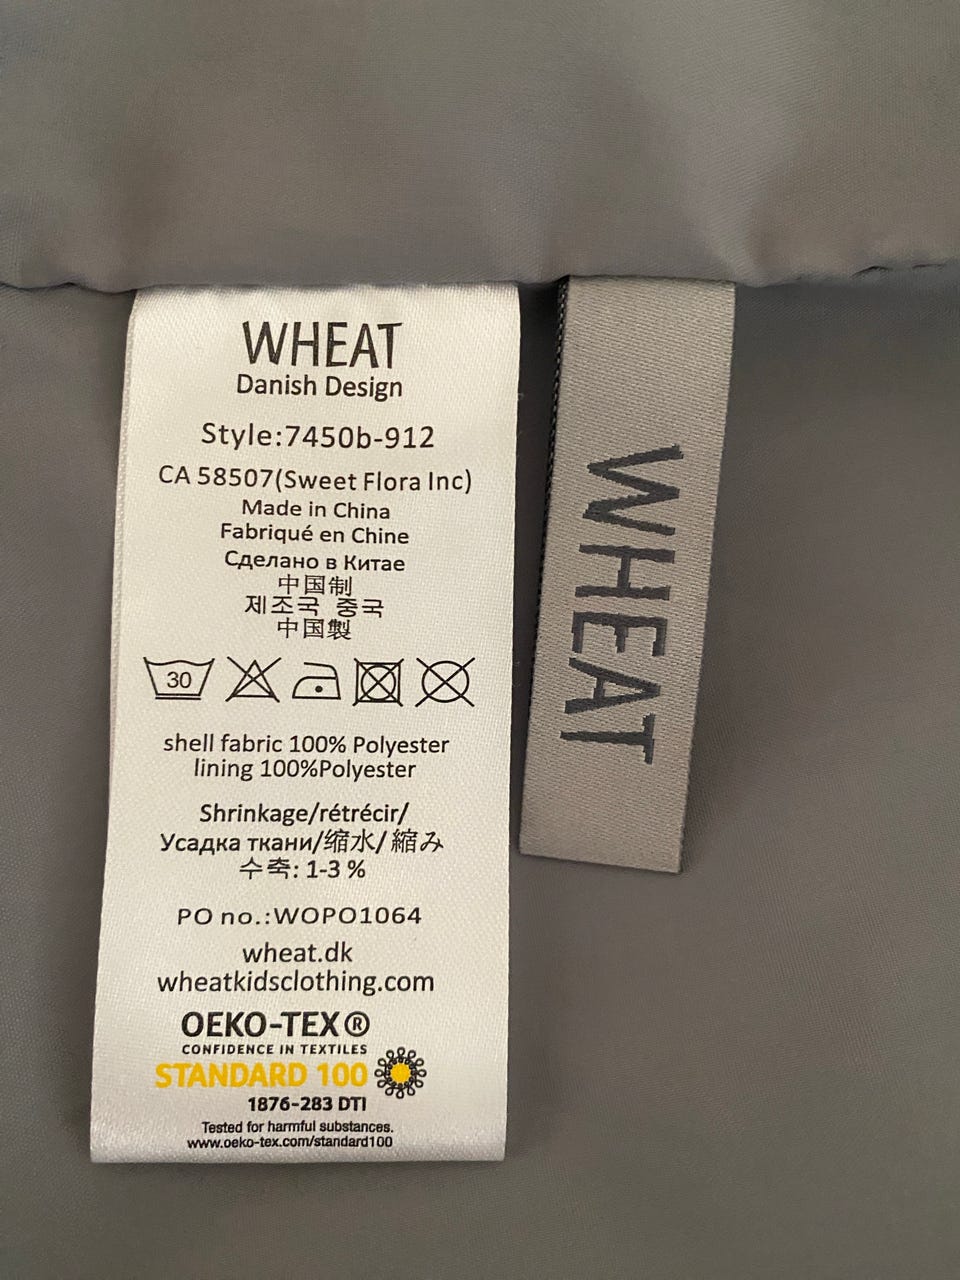 WHEAT
Danish Design
Style:7450b-912
CA 58507(Sweet Flora Inc)
Made in China
Fabriqué en Chine
Сделано в Китае
中国制
제조국 중국
中国製
30
shell fabric 100% Polyester
lining 100%Polyester
Shrinkage/rétrécir/
Усадка ткани/缩水/縮み
수축: 1-3 %
PO no.:WOPO1064
wheat.dk
wheatkidsclothing.com
OEKO-TEX®
CONFIDENCE IN TEXTILES
STANDARD 100
1876-283 DTI
Tested for harmful substances.
www.oeko-tex.com/standard100
WHEAT